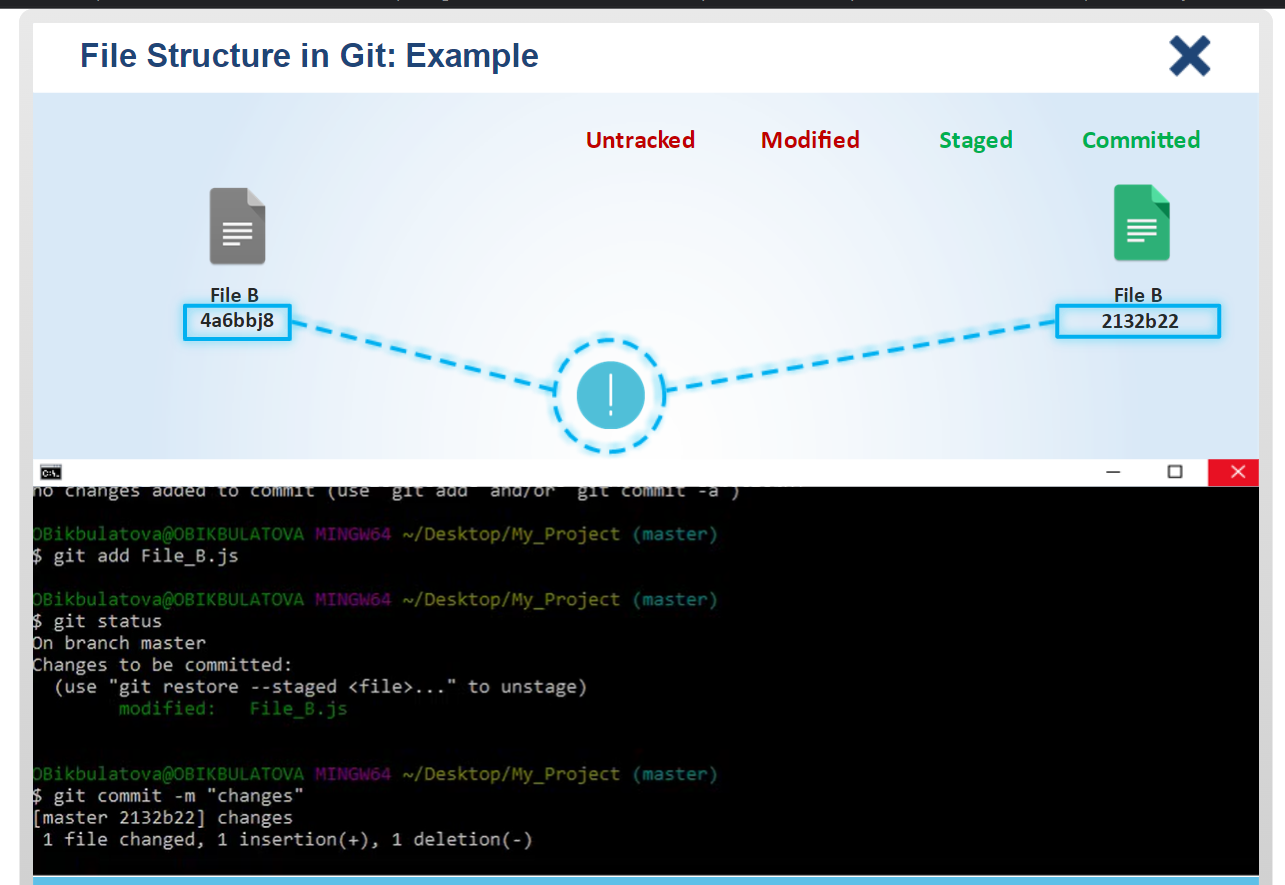 File Structure in Git: Example
Untracked Modified Staged Committed
File B
4a6bbj8
File B
2132b22
no changes added to commit (use "git add" and/or "git commit -a")
OBikbulatova@OBIKBULATOVA MINGW64 ~/Desktop/My_Project (master)
$ git add File_B.js
OBikbulatova@OBIKBULATOVA MINGW64 ~/Desktop/My_Project (master)
$ git status
On branch master
Changes to be committed:
(use "git restore --staged <file>..." to unstage)
modified: File_B.js
OBikbulatova@OBIKBULATOVA MINGW64 ~/Desktop/My_Project (master)
$ git commit -m "changes"
[master 2132b22] changes
1 file changed, 1 insertion(+), 1 deletion(-)